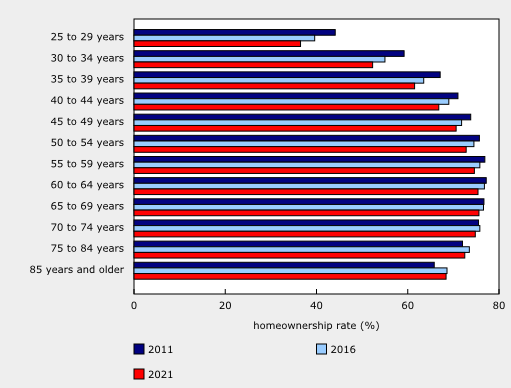 25 to 29 years
30 to 34 years
35 to 39 years
40 to 44 years
45 to 49 years
50 to 54 years
55 to 59 years
60 to 64 years
65 to 69 years
70 to 74 years
75 to 84 years
85 years and older
0 20 40 60 80
homeownership rate (%)
2011 2016
2021